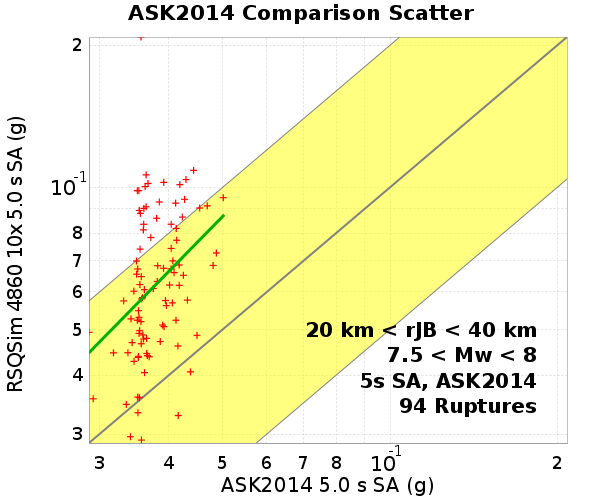 ASK2014 Comparison Scatter
RSQSim 4860 10x 5.0 s SA (g)
2
10-1
8
7
6
5
4
3
20 km < rJB < 40 km
7.5 < Mw < 8
5s SA, ASK2014
94 Ruptures
3 4 5 6 7 8 10-1 2
ASK2014 5.0 s SA (g)